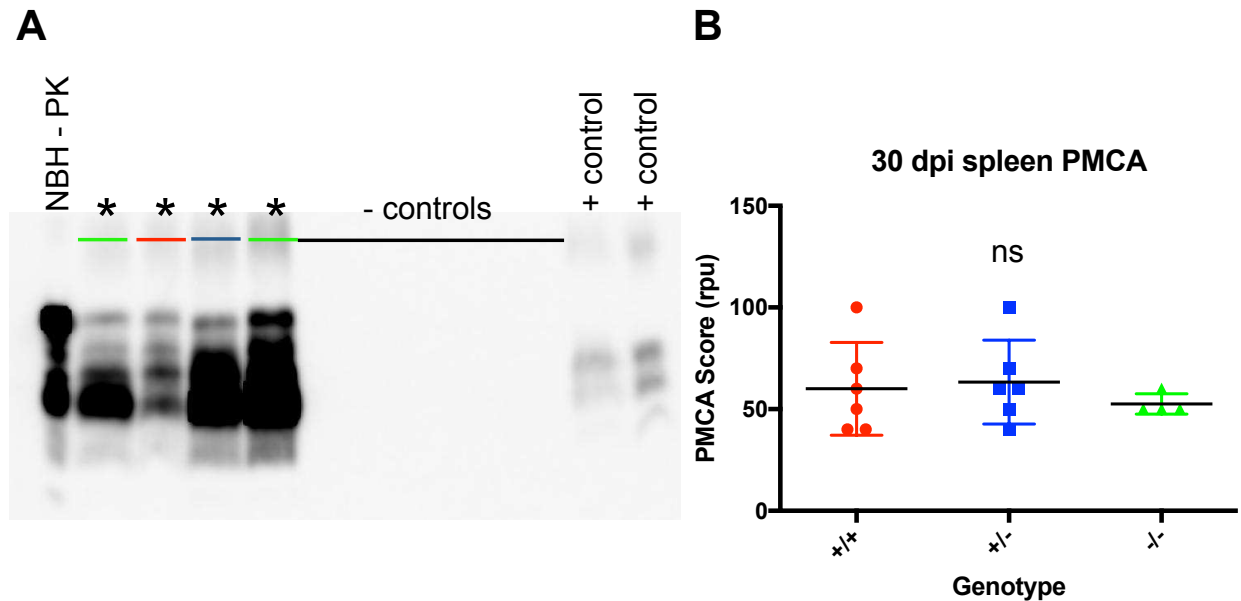 A
NBH - PK
* * * *
- controls
+ control
+ control
B
30 dpi spleen PMCA
PMCA Score (rpu)
150
100
50
0
ns
+/+
+/-
-/-
Genotype